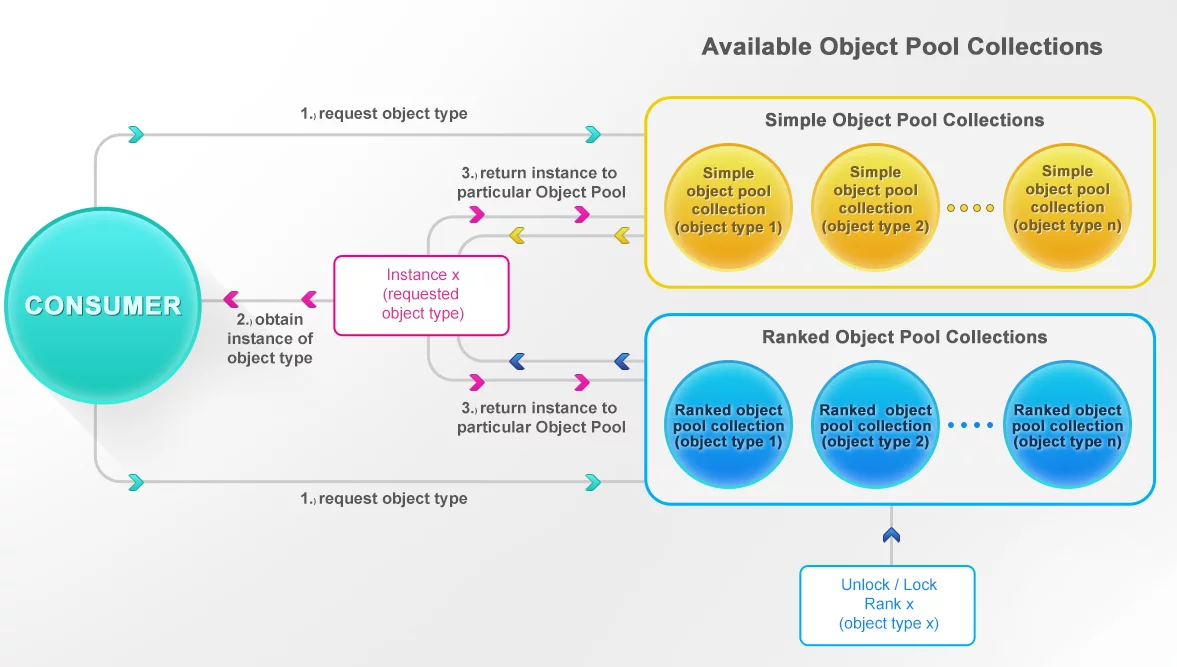 Available Object Pool Collections
1.) request object type
Simple Object Pool Collections
Simple
object pool
collection
(object type 1)
Simple
object pool
collection
(object type 2)
Simple
object pool
collection
(object type n)
3.) return instance to
particular Object Pool
CONSUMER
Instance x
(requested
object type)
2.) obtain
instance of
object type
Ranked Object Pool Collections
Ranked object
pool collection
(object type 1)
Ranked object
pool collection
(object type 2)
Ranked object
pool collection
(object type n)
3.) return instance to
particular Object Pool
1.) request object type
Unlock / Lock
Rank x
(object type x)